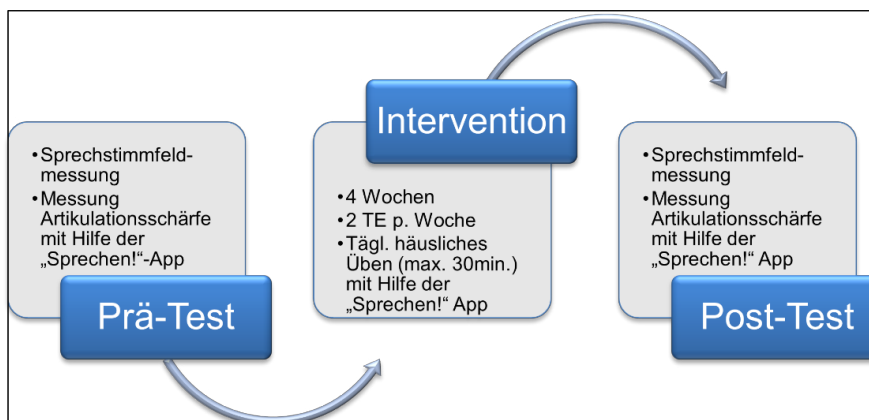 •Sprechstimmfeld-
messung
•Messung
Artikulationsschärfe
mit Hilfe der
„Sprechen!“-App
Prä-Test
Intervention
•4 Wochen
•2 TE p. Woche
•Tägl. häusliches
Üben (max. 30min.)
mit Hilfe der
„Sprechen!“ App
•Sprechstimmfeld-
messung
•Messung
Artikulationsschärfe
mit Hilfe der
„Sprechen!“ App
Post-Test